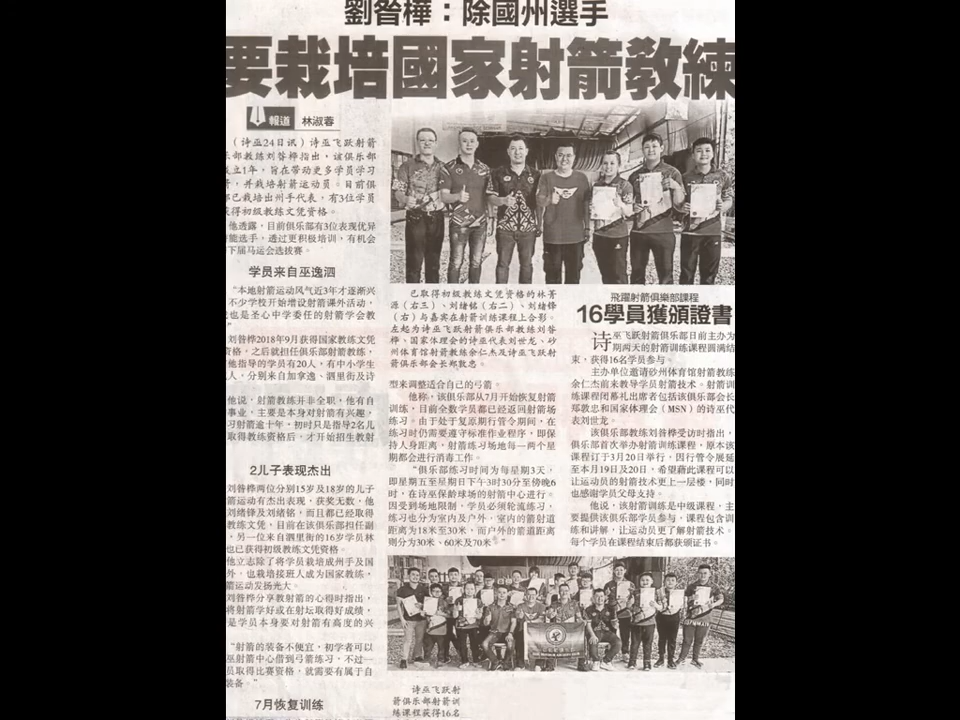 劉昝樺：除國州選手
要栽培國家射箭教練
報道 林淑蓉
（诗巫24日讯）诗巫飞跃射箭
乐部教练刘昝桦指出，该俱乐部
成立1年，旨在带动更多学员学习
箭，并栽培射箭运动员。目前俱
部已栽培出州手代表，有3位学员
获得初级教练文凭资格。
他透露，目前俱乐部有3位表现优异
潜能选手，透过更积极培训，有机会
下届马运会选拔赛。
学员来自巫逸泗
“本地射箭运动风气近3年才逐渐兴
不少学校开始增设射箭课外活动，
也是圣心中学委任的射箭学会教
刘昝桦2018年9月获得国家教练文凭
资格。之后就担任俱乐部射箭教练，
他指导的学员有20人，有中小学生
人。分别来自加拿逸、泗里街及诗
他说，射箭教练并非全职，他有自
事业，主要是本身对射箭有兴趣，
习射箭逾十年。初时只是指导2名儿
取得教练资格后，才开始招生教射
2儿子表现杰出
刘昝桦两位分别15岁及18岁的儿子
箭运动有杰出表现，获奖无数，他
刘绪锋及刘绪铭，而且都已经取得
教练文凭，目前在该俱乐部担任副
，另一位来自泗里街的16岁学员林
也已获得初级教练文凭资格。
他立志除了将学员栽培成州手及国
外，也栽培接班人成为国家教练，
箭运动发扬光大。
刘昝桦分享教射箭的心得时指出，
将射箭学好或在射坛取得好成绩，
是学员本身要对射箭有高度的兴
“射箭的装备不便宜，初学者可以
巫射箭中心借到弓箭练习，不过一
员取得比赛资格，就需要有属于自
装备。”
7月恢复训练
已取得初级教练文凭资格的林菁
源（右三）、刘绪铭（右二）、刘绪锋
（右）与嘉宾在射箭训练课程上合影。
左起为诗巫飞跃射箭俱乐部教练刘昝
桦、国家体理会的诗巫代表刘世龙、砂
州体育馆射箭教练余仁杰及诗巫飞跃射
箭俱乐部会长郑敦忠。
型来调整适合自己的弓箭。
他称，该俱乐部从7月开始恢复射箭
训练，目前全数学员都已经返回射箭场
练习。由于处于复原期行管令期间，在
练习时仍需要遵守标准作业程序，即保
持人身距离，射箭练习场地每一两个星
期都会进行消毒工作。
“俱乐部练习时间为每星期3天，
即星期五至星期日下午3时30分至傍晚6
时，在诗巫保龄球场的射箭中心进行。
因受到场地限制，学员必须轮流练习，
练习也分为室内及户外，室内的箭射道
距离为18米至30米，而户外的箭道距离
则分为30米、60米及70米。”
飛躍射箭俱樂部課程
16學員獲頒證書
诗巫飞跃射箭俱乐部日前主办为
期两天的射箭训练课程圆满结
束，获得16名学员参与。
主办单位邀请砂州体育馆射箭教练
余仁杰前来教导学员射箭技术。射箭训
练课程闭幕礼出席者包括该俱乐部会长
郑敦忠和国家体理会（MSN）的诗巫代
表刘世龙。
该俱乐部教练刘昝桦受访时指出，
俱乐部首次举办射箭训练课程，原本该
课程订于3月20日举行，因行管令展延
至本月19日及20日，希望藉此课程可以
让运动员的射箭技术更上一层楼，同时
也感谢学员父母支持。
他说，该射箭训练是中级课程，主
要提供该俱乐部学员参与，课程包含训
练和讲解，让运动员更了解射箭技术。
每个学员在课程结束后都获颁证书。
诗巫飞跃射
箭俱乐部射箭训
练课程获得16名